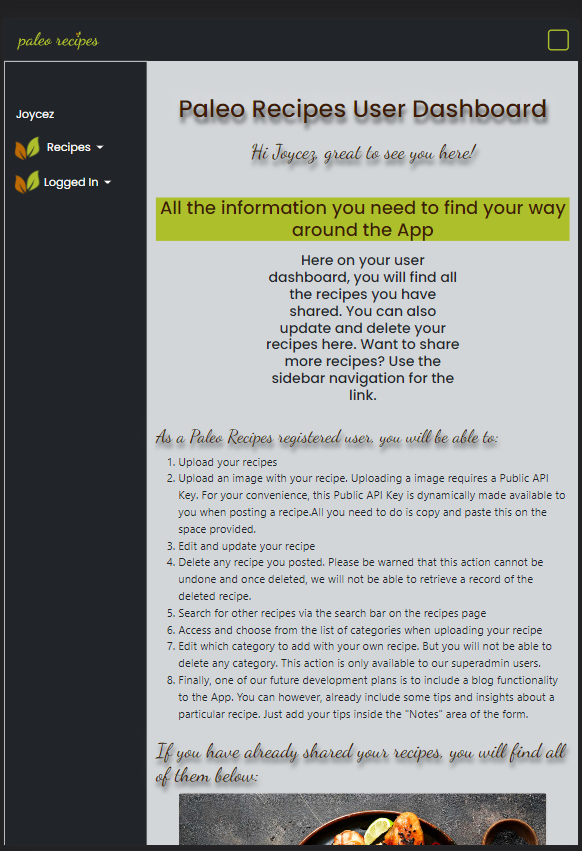 paleo recipes
Joycez
Recipes
Logged In
Paleo Recipes User Dashboard
Hi Joycez, great to see you here!
All the information you need to find your way
around the App
Here on your user
dashboard, you will find all
the recipes you have
shared. You can also
update and delete your
recipes here. Want to share
more recipes? Use the
sidebar navigation for the
link.
As a Paleo Recipes registered user, you will be able to:
1. Upload your recipes
2. Upload an image with your recipe. Uploading a image requires a Public API
Key. For your convenience, this Public API Key is dynamically made available to
you when posting a recipe.All you need to do is copy and paste this on the
space provided.
3. Edit and update your recipe
4. Delete any recipe you posted. Please be warned that this action cannot be
undone and once deleted, we will not be able to retrieve a record of the
deleted recipe.
5. Search for other recipes via the search bar on the recipes page
6. Access and choose from the list of categories when uploading your recipe
7. Edit which category to add with your own recipe. But you will not be able to
delete any category. This action is only available to our superadmin users.
8. Finally, one of our future development plans is to include a blog functionality
to the App. You can however, already include some tips and insights about a
particular recipe. Just add your tips inside the "Notes" area of the form.
If you have already shared your recipes, you will find all
of them below: